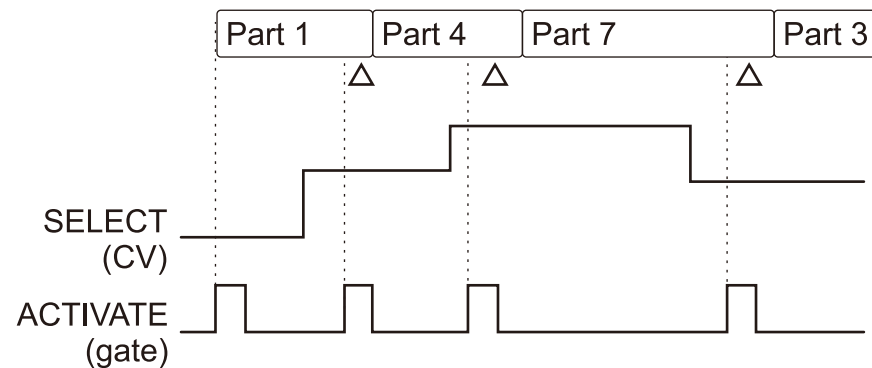 Part 1 Part 4 Part 7 Part 3
SELECT
(CV)
ACTIVATE
(gate)